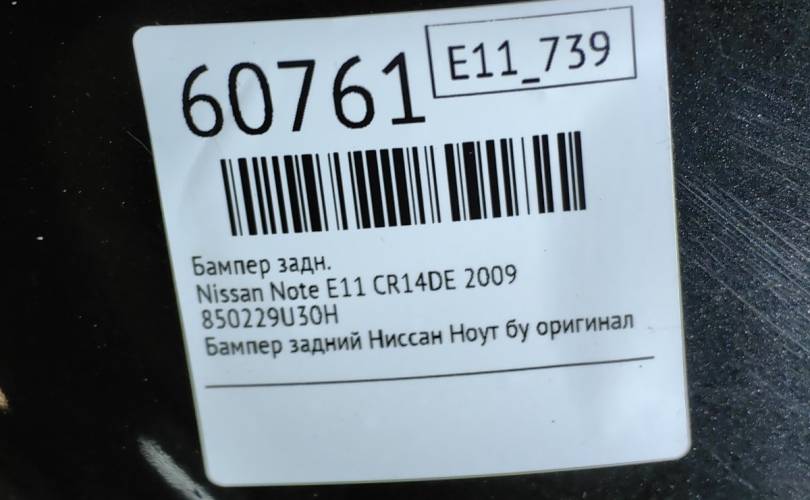 60761
E11_739
Бампер задн.
Nissan Note E11 CR14DE 2009
850229U30H
Бампер задний Ниссан Ноут бу оригинал